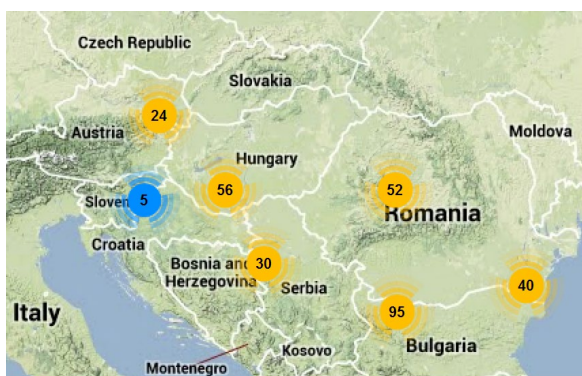 Czech Republic
Slovakia
24
Austria
Moldova
Hungary
56
52
Sloven
5
Romania
Croatia
Bosnia and
Herzegovina
30
Serbia
40
Italy
95
Bulgaria
Kosovo
Montenegro